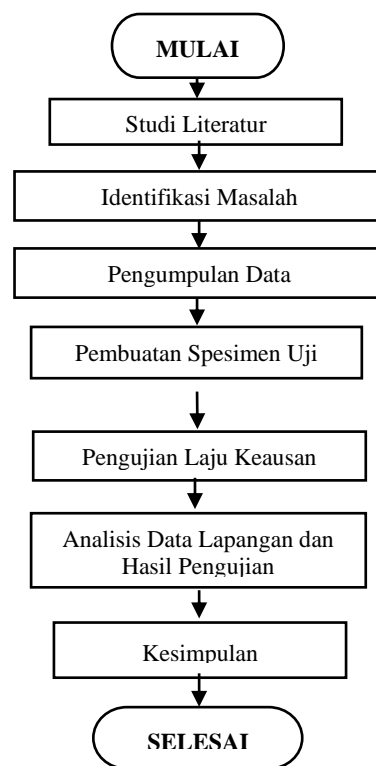 MULAI
Studi Literatur
Identifikasi Masalah
Pengumpulan Data
Pembuatan Spesimen Uji
Pengujian Laju Keausan
Analisis Data Lapangan dan
Hasil Pengujian
Kesimpulan
SELESAI